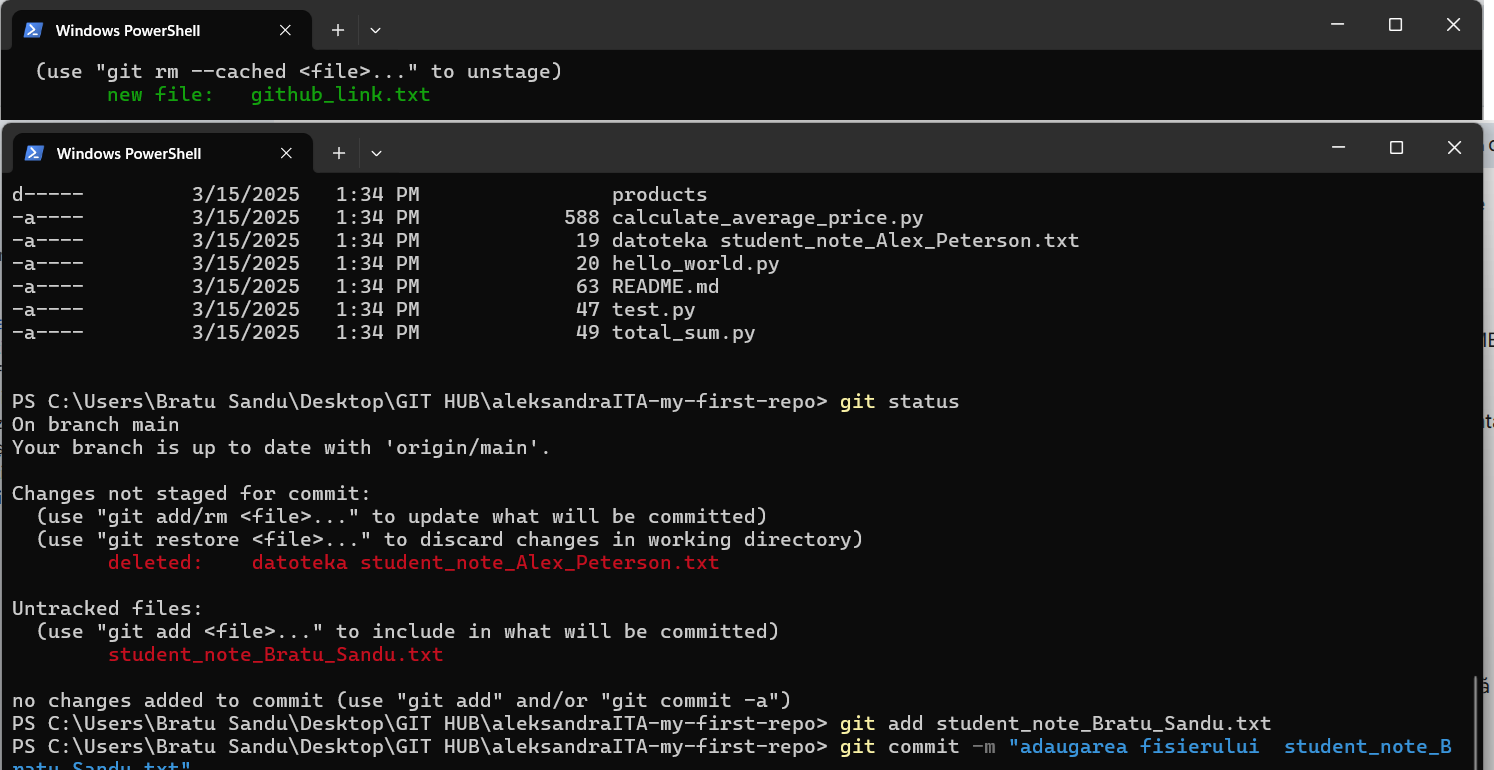 Windows PowerShell
(use "git rm --cached <file>..." to unstage)
new file:   github_link.txt
Windows PowerShell
d-----         3/15/2025   1:34 PM                products
-a----         3/15/2025   1:34 PM            588 calculate_average_price.py
-a----         3/15/2025   1:34 PM             19 datoteka student_note_Alex_Peterson.txt
-a----         3/15/2025   1:34 PM             20 hello_world.py
-a----         3/15/2025   1:34 PM             63 README.md
-a----         3/15/2025   1:34 PM             47 test.py
-a----         3/15/2025   1:34 PM             49 total_sum.py
PS C:\Users\Bratu Sandu\Desktop\GIT HUB\aleksandraITA-my-first-repo> git status
On branch main
Your branch is up to date with 'origin/main'.
Changes not staged for commit:
(use "git add/rm <file>..." to update what will be committed)
(use "git restore <file>..." to discard changes in working directory)
deleted:    datoteka student_note_Alex_Peterson.txt
Untracked files:
(use "git add <file>..." to include in what will be committed)
student_note_Bratu_Sandu.txt
no changes added to commit (use "git add" and/or "git commit -a")
PS C:\Users\Bratu Sandu\Desktop\GIT HUB\aleksandraITA-my-first-repo> git add student_note_Bratu_Sandu.txt
PS C:\Users\Bratu Sandu\Desktop\GIT HUB\aleksandraITA-my-first-repo> git commit -m "adaugarea fisierului  student_note_B
ratu_Sandu.txt"